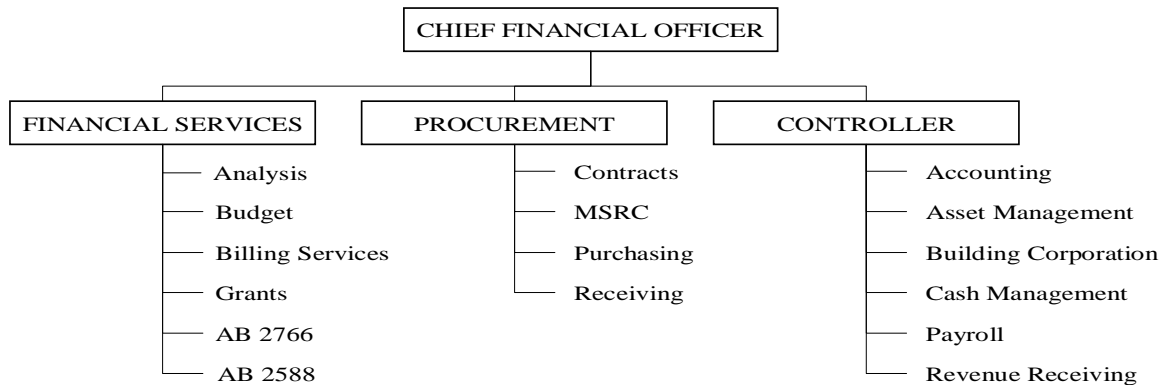 CHIEF FINANCIAL OFFICER
FINANCIAL SERVICES
Analysis
Budget
Billing Services
Grants
AB 2766
AB 2588
PROCUREMENT
Contracts
MSRC
Purchasing
Receiving
CONTROLLER
Accounting
Asset Management
Building Corporation
Cash Management
Payroll
Revenue Receiving